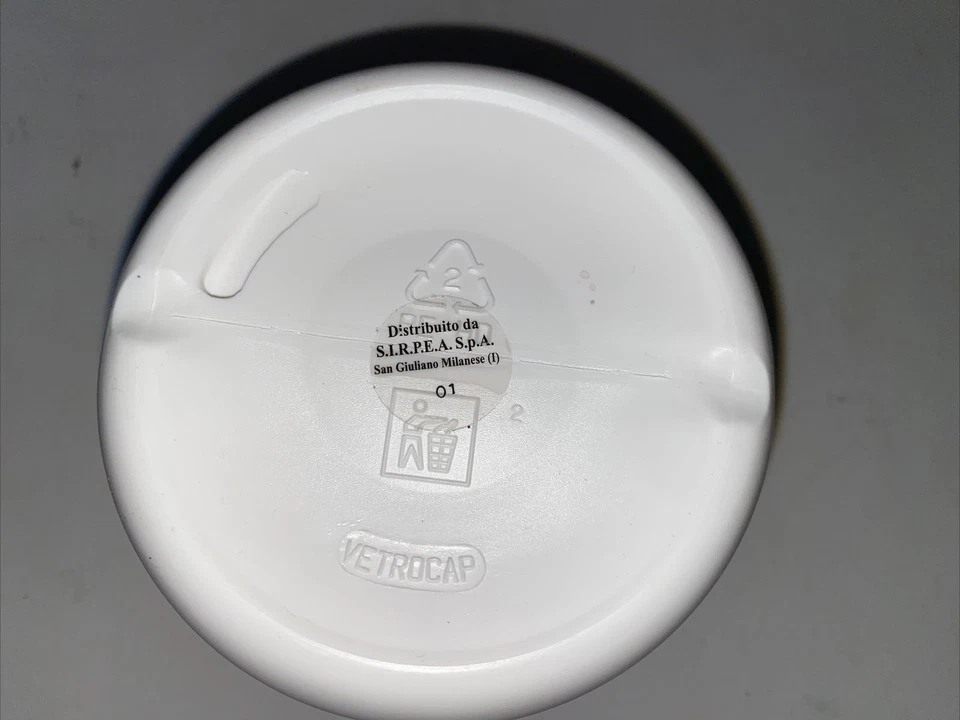 2
Distribuito da
S.I.R.P.E.A. S.p.A.
San Giuliano Milanese (I)
01
2
VETROCAP